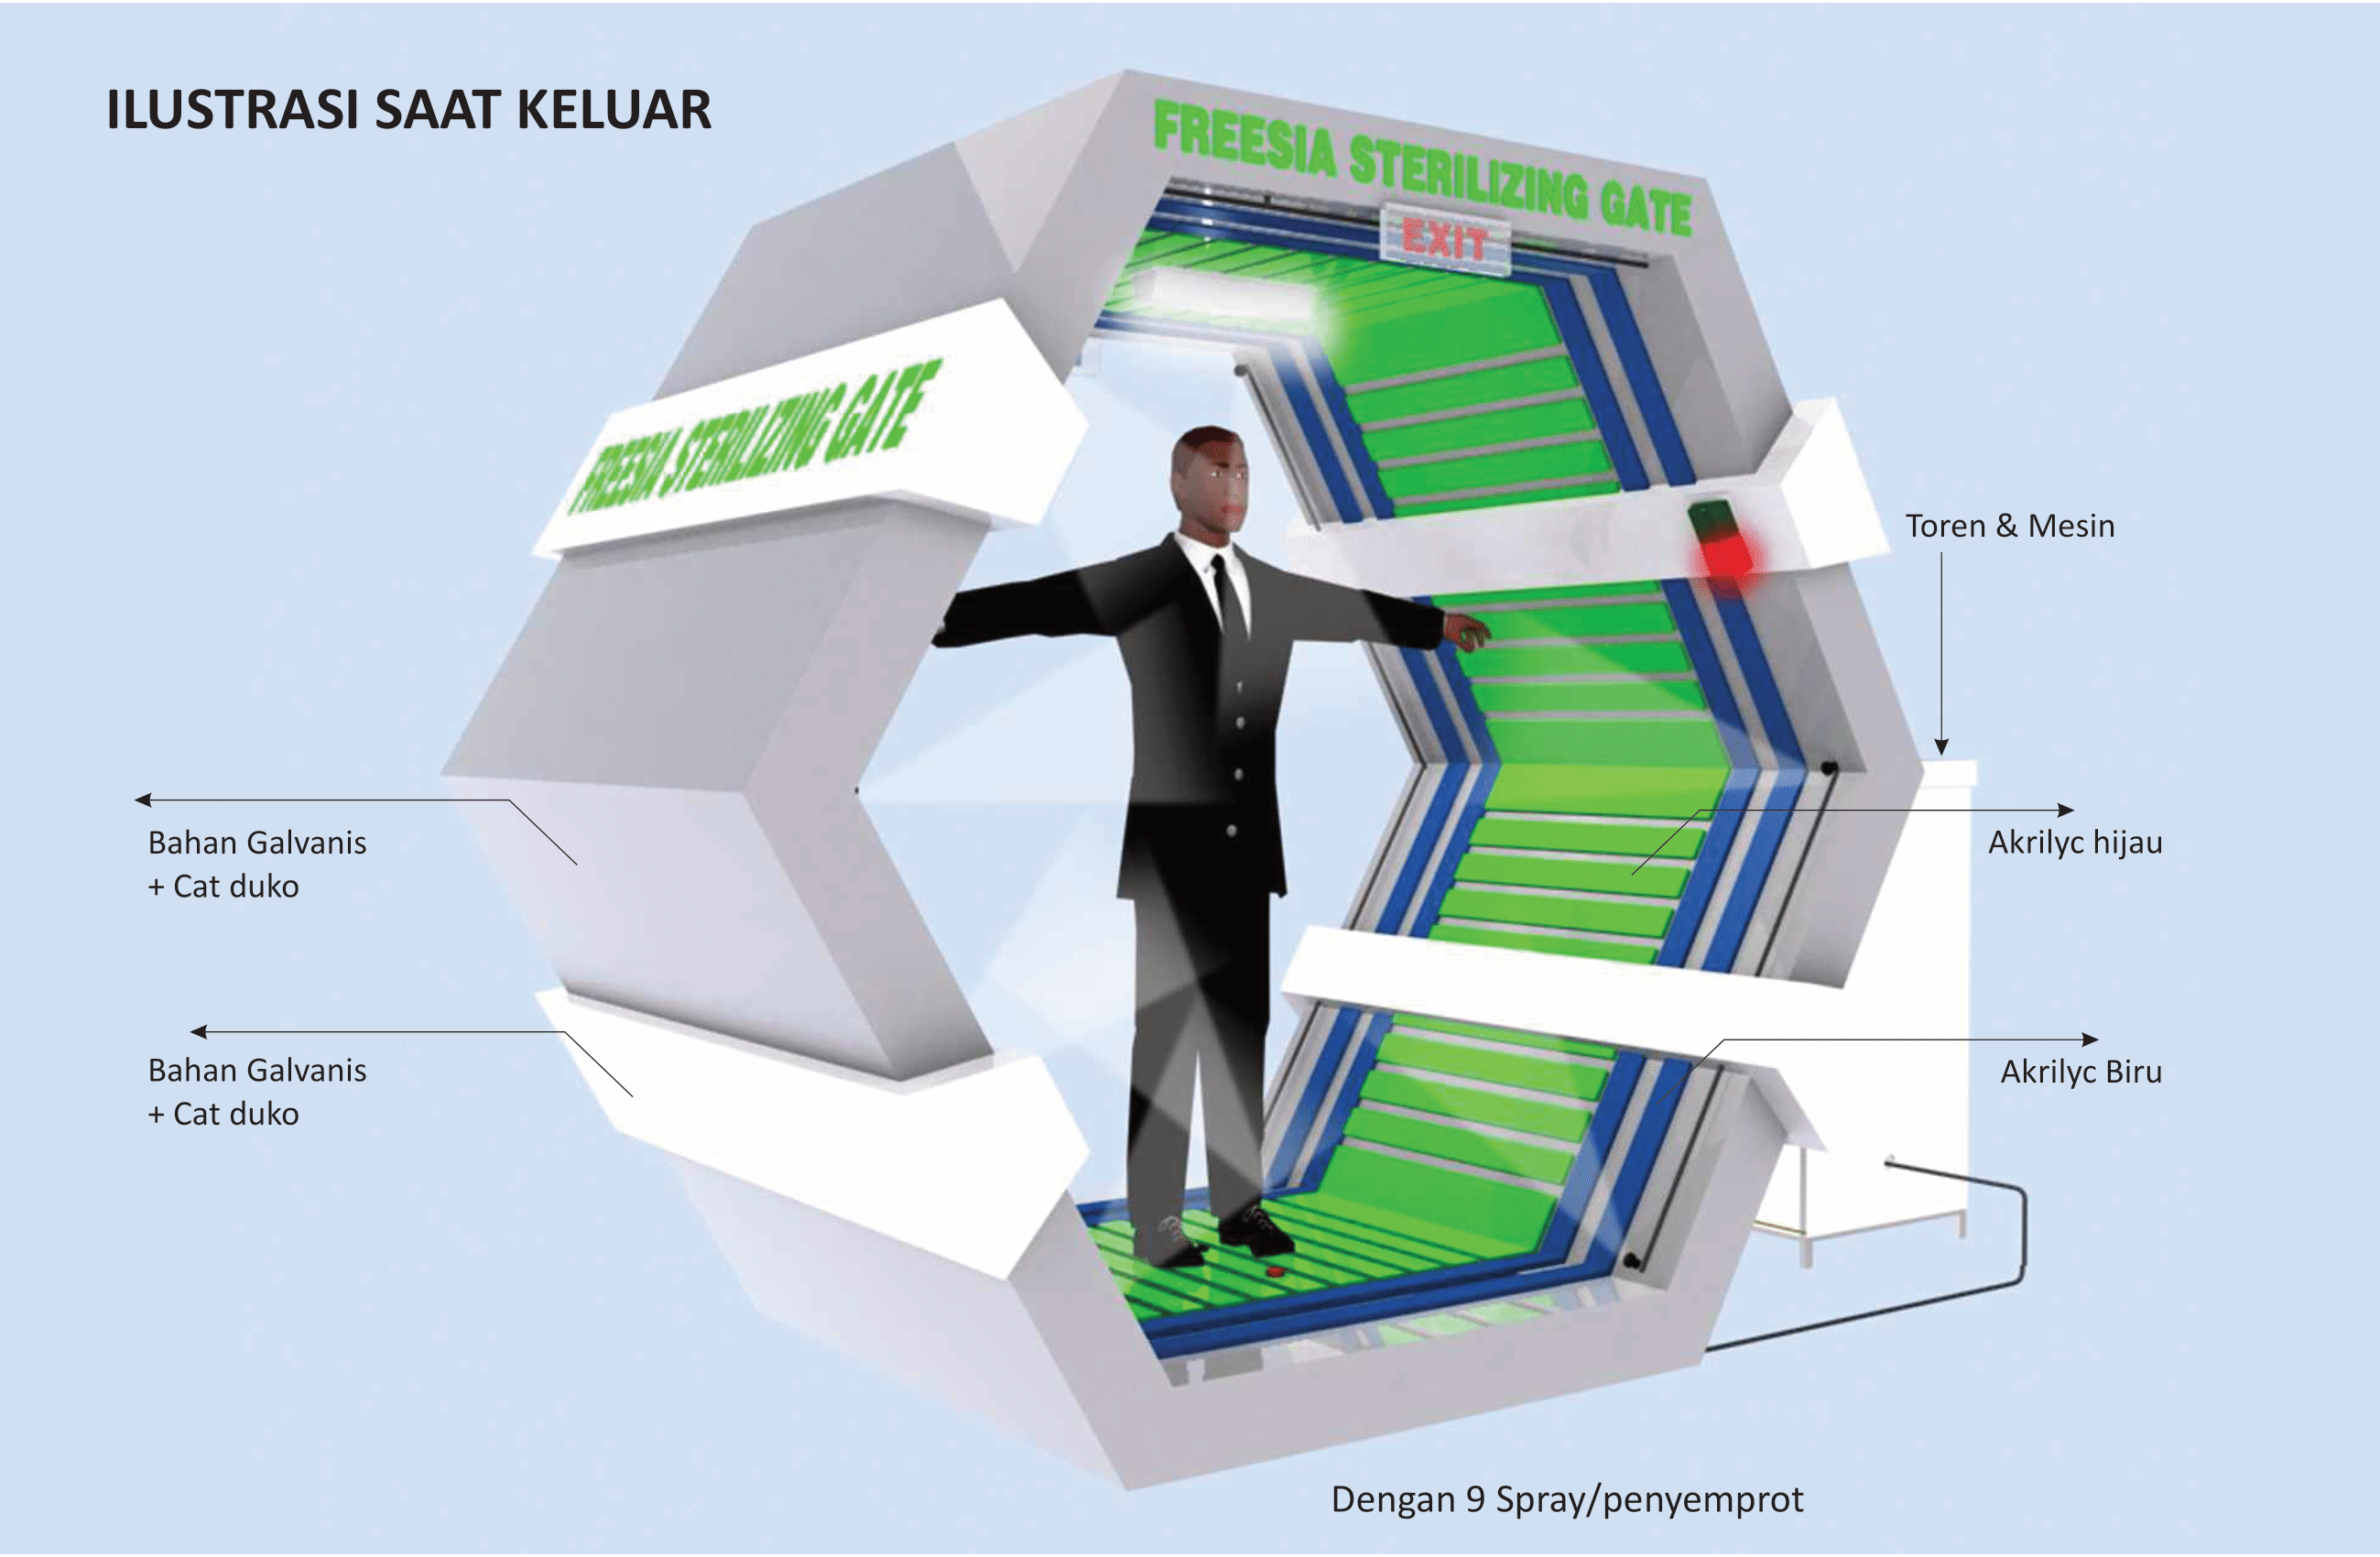 ILUSTRASI SAAT KELUAR
FREESIA STERILIZING GATE
EXIT
FREESIA STERILIZING GATE
Toren & Mesin
Bahan Galvanis
+ Cat duko
Akrilyc hijau
Bahan Galvanis
+ Cat duko
Akrilyc Biru
Dengan 9 Spray/penyemprot